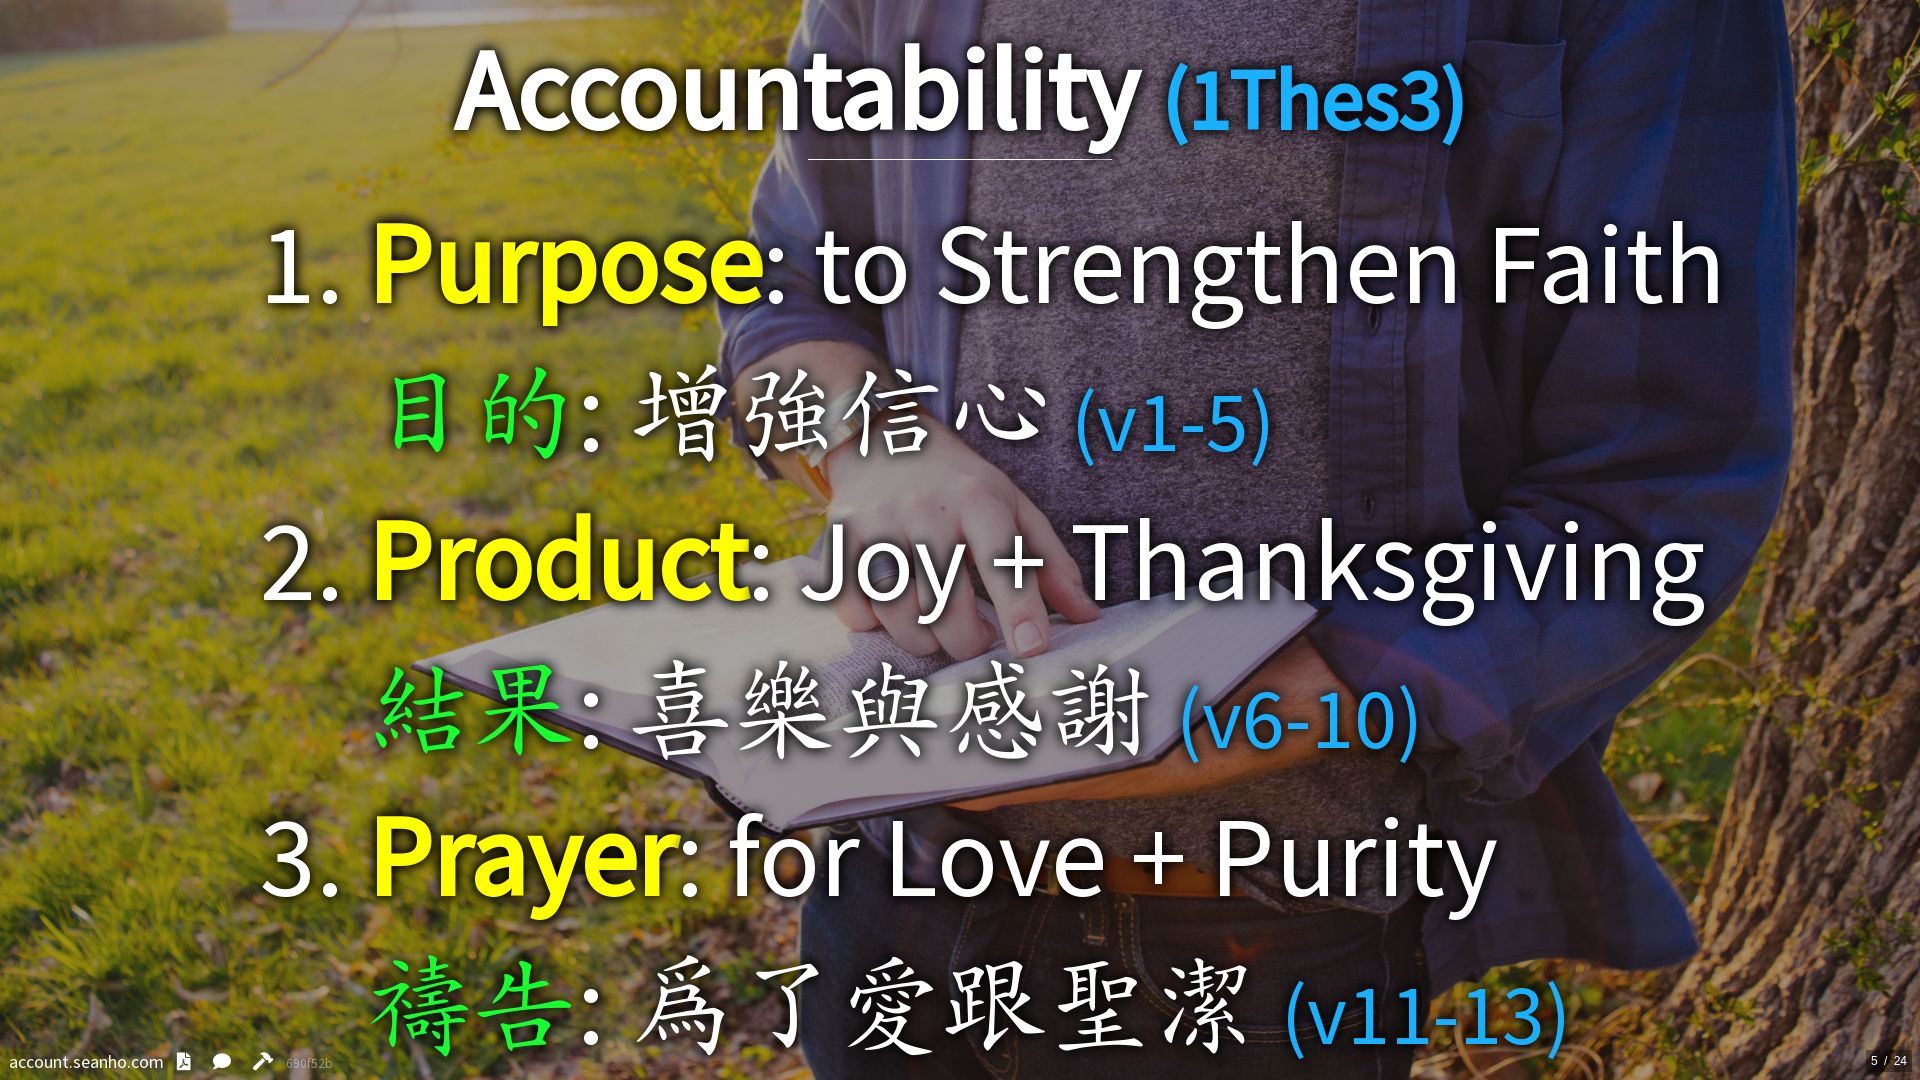 Accountability (1Thes3)
1. Purpose: to Strengthen Faith
目的: 增強信心 (v1-5)
2. Product: Joy + Thanksgiving
結果: 喜樂與感謝 (v6-10)
3. Prayer: for Love + Purity
禱告: 爲了愛跟聖潔 (v11-13)
account.seanho.com 690f52b
5 / 24